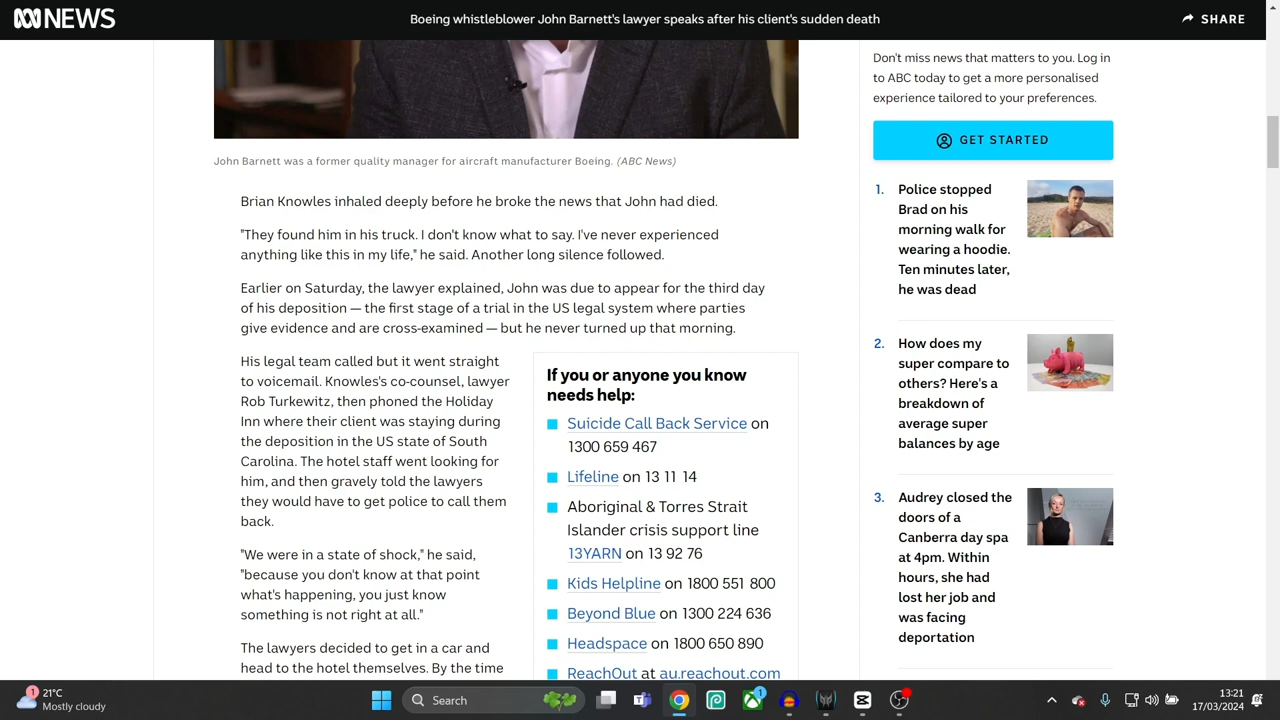 NEWS
Boeing whistleblower John Barnett's lawyer speaks after his client's sudden death
SHARE
John Barnett was a former quality manager for aircraft manufacturer Boeing. (ABC News)
Brian Knowles inhaled deeply before he broke the news that John had died.
"They found him in his truck. I don't know what to say. I've never experienced
anything like this in my life," he said. Another long silence followed.
Earlier on Saturday, the lawyer explained, John was due to appear for the third day
of his deposition — the first stage of a trial in the US legal system where parties
give evidence and are cross-examined — but he never turned up that morning.
His legal team called but it went straight
to voicemail. Knowles's co-counsel, lawyer
Rob Turkewitz, then phoned the Holiday
Inn where their client was staying during
the deposition in the US state of South
Carolina. The hotel staff went looking for
him, and then gravely told the lawyers
they would have to get police to call them
back.
"We were in a state of shock," he said,
"because you don't know at that point
what's happening, you just know
something is not right at all."
The lawyers decided to get in a car and
head to the hotel themselves. By the time
If you or anyone you know
needs help:
Suicide Call Back Service on
1300 659 467
Lifeline on 13 11 14
Aboriginal & Torres Strait
Islander crisis support line
13YARN on 13 92 76
Kids Helpline on 1800 551 800
Beyond Blue on 1300 224 636
Headspace on 1800 650 890
ReachOut at au.reachout.com
Don't miss news that matters to you. Log in
to ABC today to get a more personalised
experience tailored to your preferences.
GET STARTED
1. Police stopped
Brad on his
morning walk for
wearing a hoodie.
Ten minutes later,
he was dead
2. How does my
super compare to
others? Here's a
breakdown of
average super
balances by age
3. Audrey closed the
doors of a
Canberra day spa
at 4pm. Within
hours, she had
lost her job and
was facing
deportation
1
21°C
Mostly cloudy
Search
1
13:21
17/03/2024